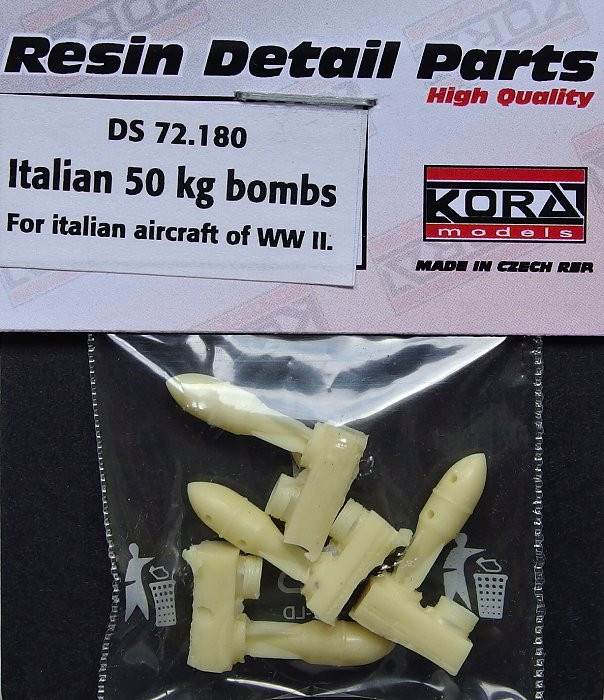 Resin Detail Parts
High Quality
DS 72.180
Italian 50 kg bombs
For italian aircraft of WW II.
KORA
models
MADE IN CZECH REP.